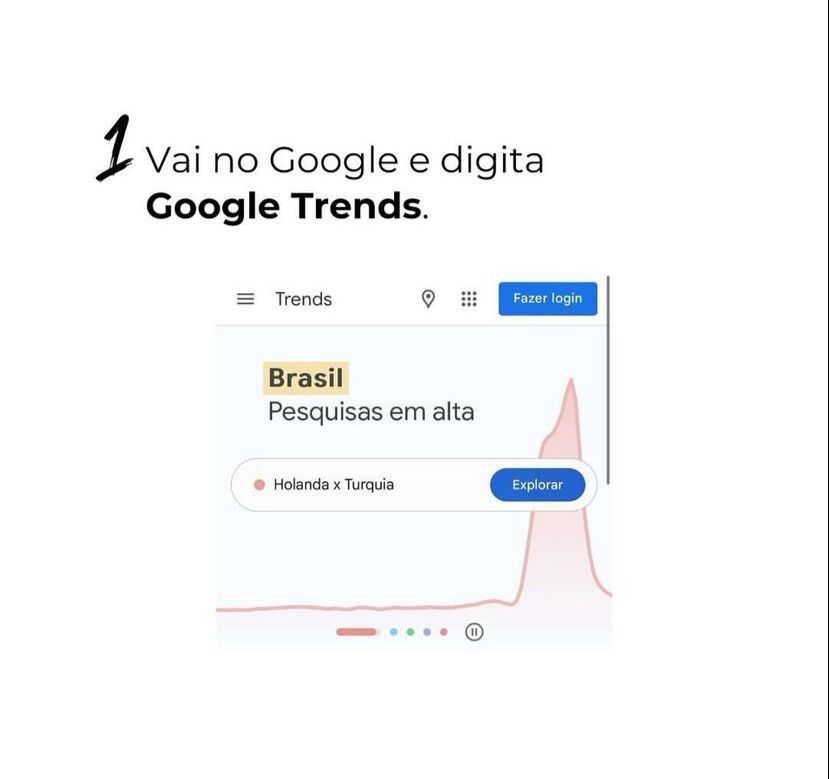 1 Vai no Google e digita
Google Trends.
Trends
Fazer login
Brasil
Pesquisas em alta
Holanda x Turquia
Explorar